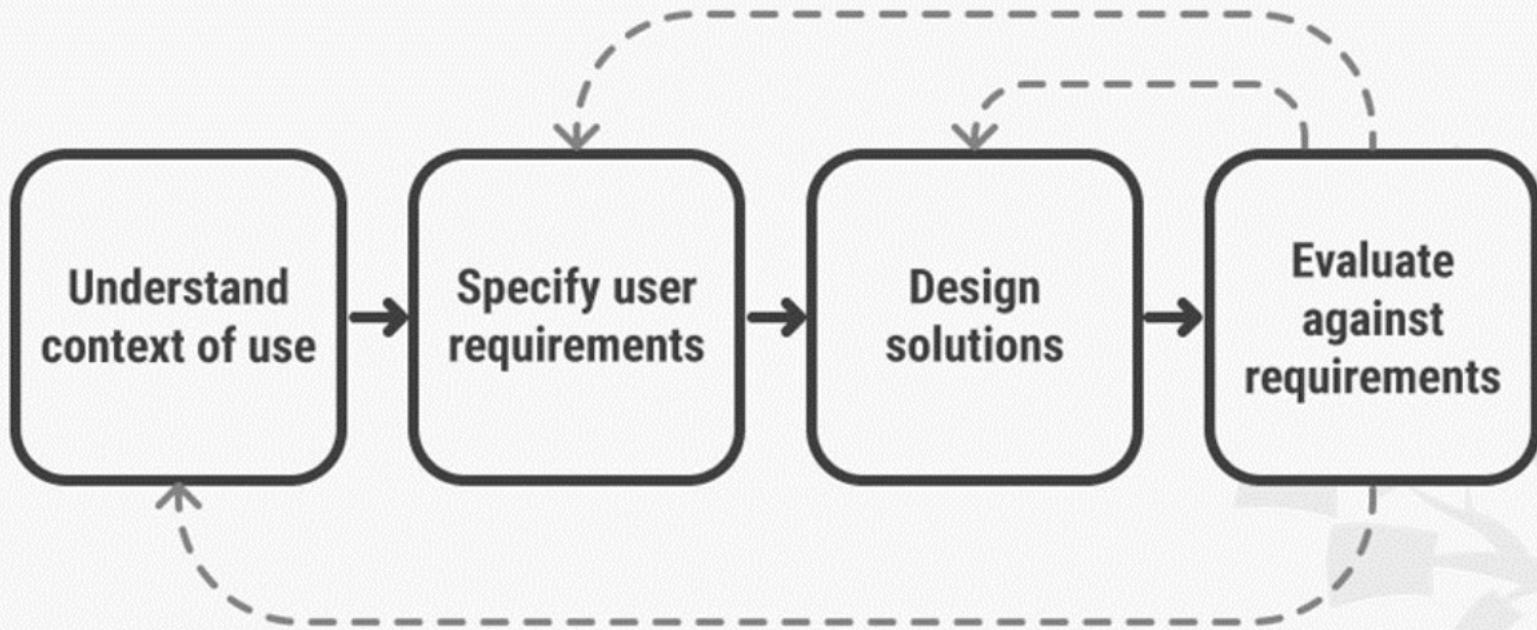 Understand
context of use
Specify user
requirements
Design
solutions
Evaluate
against
requirements